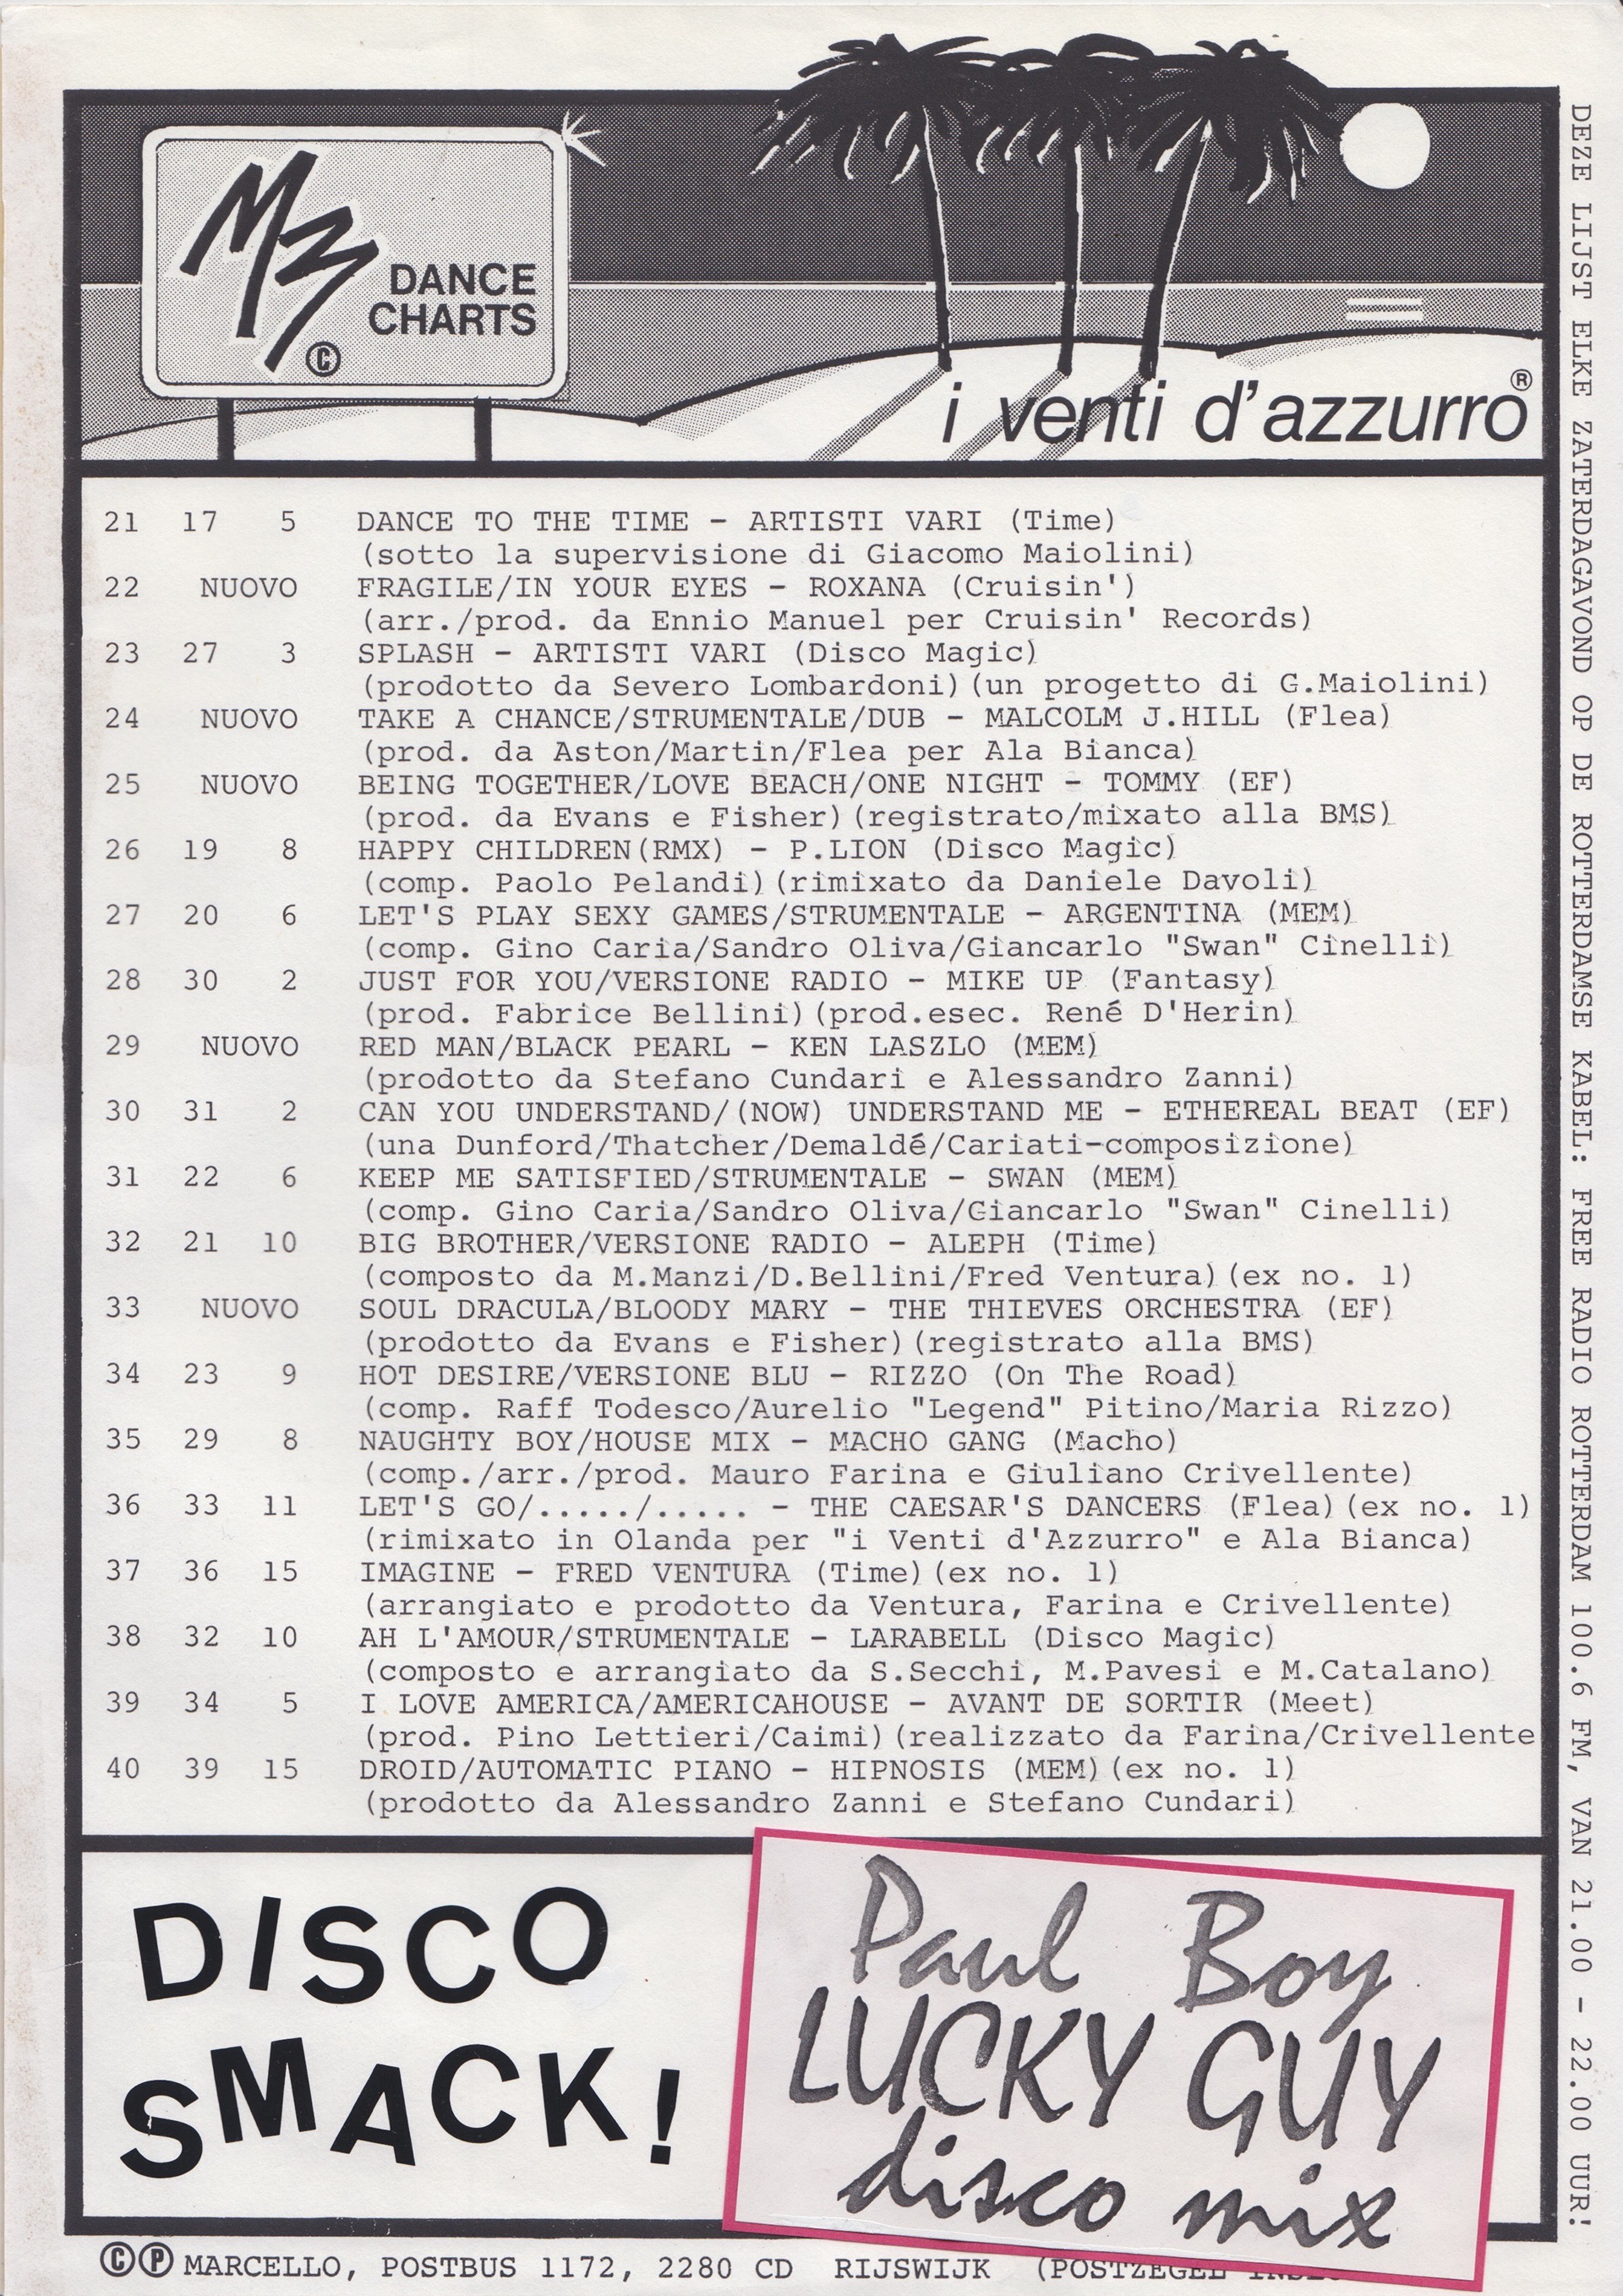 M3
DANCE
CHARTS
©
i venti d'azzurro®
21 17 5 DANCE TO THE TIME - ARTISTI VARI (Time)
(sotto la supervisione di Giacomo Maiolini)
22 NUOVO FRAGILE/IN YOUR EYES - ROXANA (Cruisin')
(arr./prod. da Ennio Manuel per Cruisin' Records)
23 27 3 SPLASH - ARTISTI VARI (Disco Magic)
(prodotto da Severo Lombardoni)(un progetto di G.Maiolini)
24 NUOVO TAKE A CHANCE/STRUMENTALE/DUB - MALCOLM J.HILL (Flea)
(prod. da Aston/Martin/Flea per Ala Bianca)
25 NUOVO BEING TOGETHER/LOVE BEACH/ONE NIGHT - TOMMY (EF)
(prod. da Evans e Fisher)(registrato/mixato alla BMS)
26 19 8 HAPPY CHILDREN(RMX) - P.LION (Disco Magic)
(comp. Paolo Pelandi)(rimixato da Daniele Davoli)
27 20 6 LET'S PLAY SEXY GAMES/STRUMENTALE - ARGENTINA (MEM)
(comp. Gino Caria/Sandro Oliva/Giancarlo "Swan" Cinelli)
28 30 2 JUST FOR YOU/VERSIONE RADIO - MIKE UP (Fantasy)
(prod. Fabrice Bellini)(prod.esec. René D'Herin)
29 NUOVO RED MAN/BLACK PEARL - KEN LASZLO (MEM)
(prodotto da Stefano Cundari e Alessandro Zanni)
30 31 2 CAN YOU UNDERSTAND/(NOW) UNDERSTAND ME - ETHEREAL BEAT (EF)
(una Dunford/Thatcher/Demaldé/Cariati-composizione)
31 22 6 KEEP ME SATISFIED/STRUMENTALE - SWAN (MEM)
(comp. Gino Caria/Sandro Oliva/Giancarlo "Swan" Cinelli)
32 21 10 BIG BROTHER/VERSIONE RADIO - ALEPH (Time)
(composto da M.Manzi/D.Bellini/Fred Ventura)(ex no. 1)
33 NUOVO SOUL DRACULA/BLOODY MARY - THE THIEVES ORCHESTRA (EF)
(prodotto da Evans e Fisher)(registrato alla BMS)
34 23 9 HOT DESIRE/VERSIONE BLU - RIZZO (On The Road)
(comp. Raff Todesco/Aurelio "Legend" Pitino/Maria Rizzo)
35 29 8 NAUGHTY BOY/HOUSE MIX - MACHO GANG (Macho)
(comp./arr./prod. Mauro Farina e Giuliano Crivellente)
36 33 11 LET'S GO/...../..... - THE CAESAR'S DANCERS (Flea)(ex no. 1)
(rimixato in Olanda per "i Venti d'Azzurro" e Ala Bianca)
37 36 15 IMAGINE - FRED VENTURA (Time)(ex no. 1)
(arrangiato e prodotto da Ventura, Farina e Crivellente)
38 32 10 AH L'AMOUR/STRUMENTALE - LARABELL (Disco Magic)
(composto e arrangiato da S.Secchi, M.Pavesi e M.Catalano)
39 34 5 I LOVE AMERICA/AMERICAHOUSE - AVANT DE SORTIR (Meet)
(prod. Pino Lettieri/Caimi)(realizzato da Farina/Crivellente
40 39 15 DROID/AUTOMATIC PIANO - HIPNOSIS (MEM)(ex no. 1)
(prodotto da Alessandro Zanni e Stefano Cundari)
DISCO
SMACK!
Paul Boy
LUCKY GUY
disco mix
©℗ MARCELLO, POSTBUS 1172, 2280 CD RIJSWIJK (POSTZEGEL
DEZE LIJST ELKE ZATERDAGAVOND OP DE ROTTERDAMSE KABEL: FREE RADIO ROTTERDAM 100.6 FM, VAN 21.00 - 22.00 UUR!